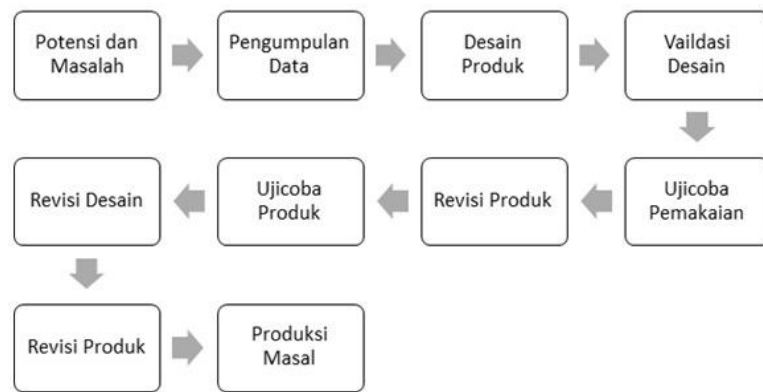 Potensi dan
Masalah
Pengumpulan
Data
Desain
Produk
Vaildasi
Desain
Ujicoba
Pemakaian
Revisi Produk
Ujicoba
Produk
Revisi Desain
Revisi Produk
Produksi
Masal